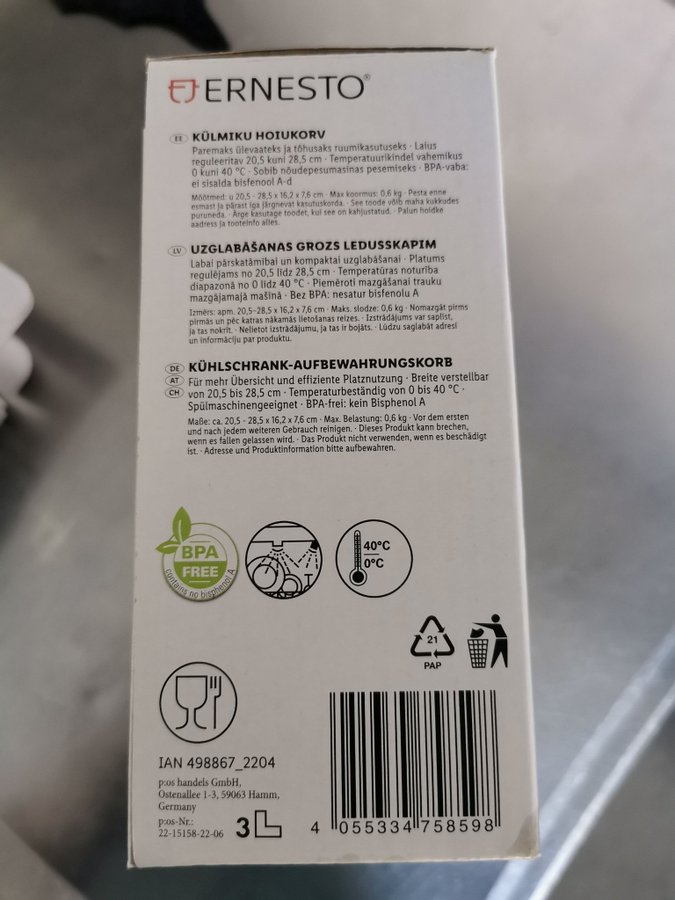 ERNESTO®
EE KÜLMIKU HOIUKORV
Paremaks ülevaateks ja tõhusaks ruumikasutuseks · Laius
reguleeritav 20,5 kuni 28,5 cm · Temperatuurikindel vahemikus
0 kuni 40 °C · Sobib nõudepesumasinas pesemiseks · BPA-vaba:
ei sisalda bisfenool A-d
Mõõtmed: u 20,5 - 28,5 x 16,2 x 7,6 cm · Max koormus: 0,6 kg · Pesta enne
esmast ja pärast iga järgnevat kasutuskorda. · See toode võib maha kukkudes
puruneda. · Ärge kasutage toodet, kui see on kahjustatud. · Palun hoidke
aadress ja tooteinfo alles.
LV UZGLABĀŠANAS GROZS LEDUSSKAPIM
Labai pārskatāmībai un kompaktai uzglabāšanai · Platums
regulējams no 20,5 līdz 28,5 cm · Temperatūras noturība
diapazonā no 0 līdz 40 °C · Piemēroti mazgāšanai trauku
mazgājamajā mašīnā · Bez BPA: nesatur bisfenolu A
Izmērs: apm. 20,5-28,5 x 16,2 x 7,6 cm · Maks. slodze: 0,6 kg · Nomazgāt pirms
pirmās un pēc katras nākamās lietošanas reizes. · Izstrādājums var saplīst,
ja tas nokrīt. · Nelietot izstrādājumu, ja tas ir bojāts. · Lūdzu saglabāt adresi
un informāciju par produktu.
DE KÜHLSCHRANK-AUFBEWAHRUNGSKORB
AT Für mehr Übersicht und effiziente Platznutzung · Breite verstellbar
CH von 20,5 bis 28,5 cm · Temperaturbeständig von 0 bis 40 °C ·
Spülmaschinengeeignet · BPA-frei: kein Bisphenol A
Maße: ca. 20,5 - 28,5 x 16,2 x 7,6 cm · Max. Belastung: 0,6 kg · Vor dem ersten
und nach jedem weiteren Gebrauch reinigen. · Dieses Produkt kann brechen,
wenn es fallen gelassen wird. · Das Produkt nicht verwenden, wenn es beschädigt
ist. · Adresse und Produktinformation bitte aufbewahren.
BPA
FREE
contains no bisphenol A
40°C
0°C
21
PAP
IAN 498867_2204
p:os handels GmbH,
Ostenallee 1-3, 59063 Hamm,
Germany
p:os-Nr.:
22-15158-22-06
3
4 055334 758598